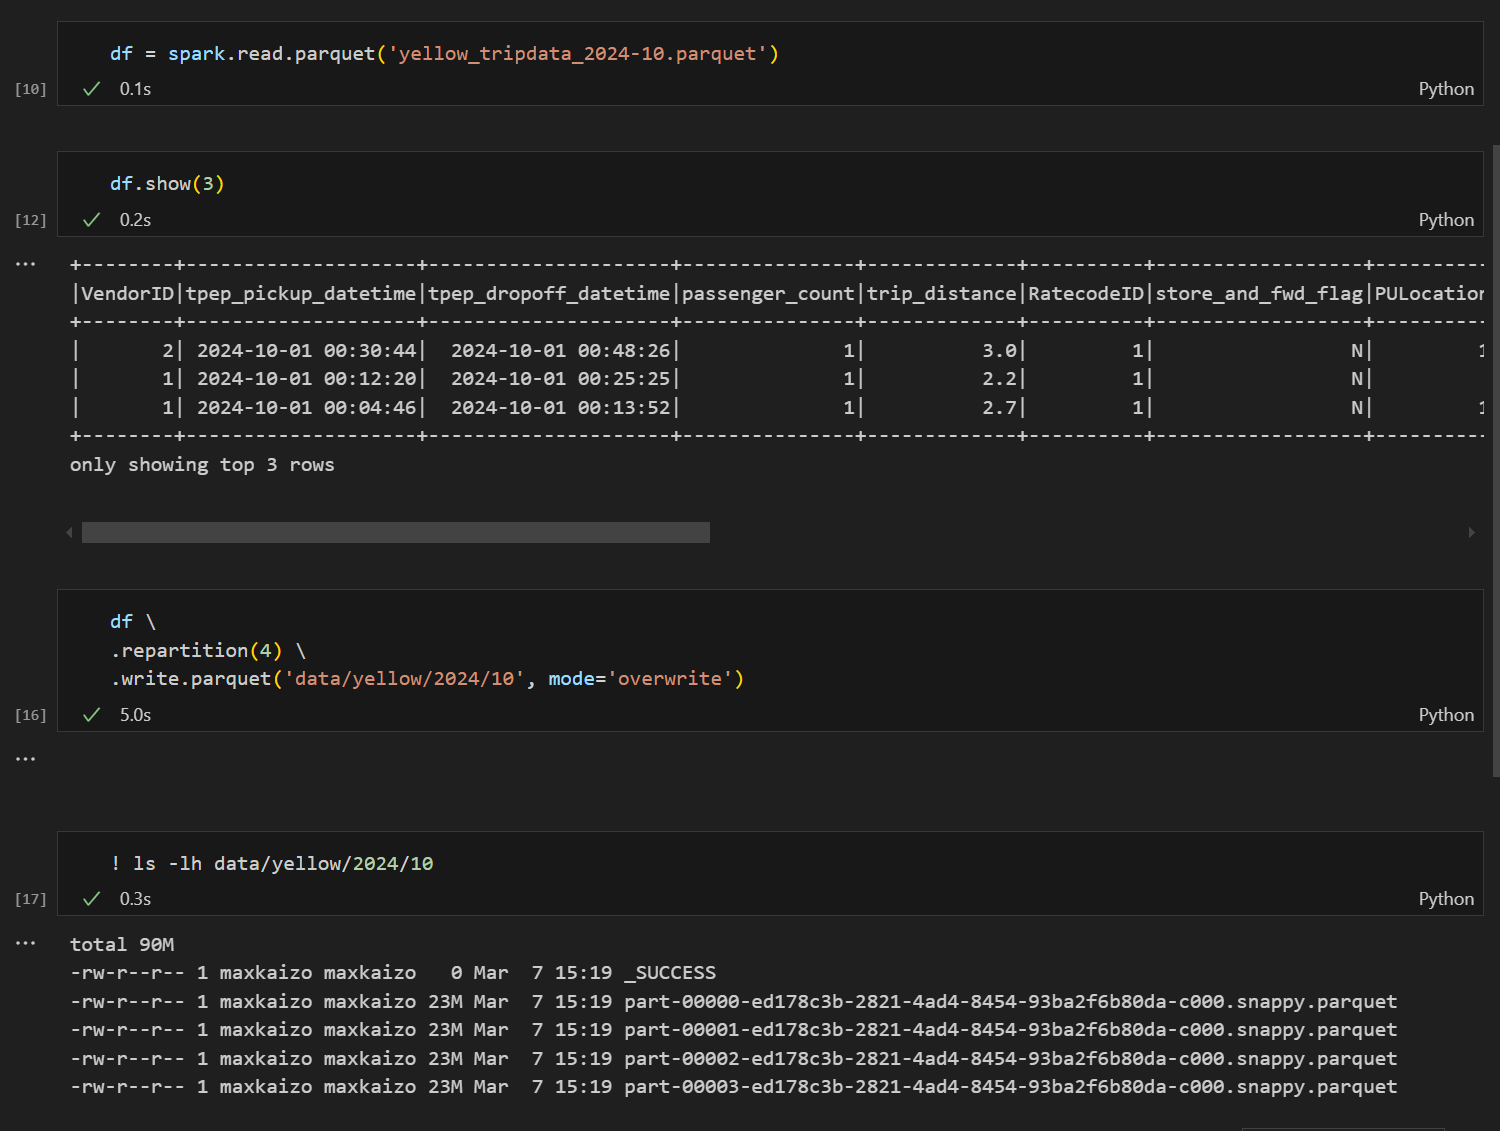 df = spark.read.parquet('yellow_tripdata_2024-10.parquet')
[10] 0.1s Python
df.show(3)
[12] 0.2s Python
... +--------+--------------------+---------------------+---------------+-------------+----------+------------------+----------
|VendorID|tpep_pickup_datetime|tpep_dropoff_datetime|passenger_count|trip_distance|RatecodeID|store_and_fwd_flag|PULocation
+--------+--------------------+---------------------+---------------+-------------+----------+------------------+----------
|       2| 2024-10-01 00:30:44|  2024-10-01 00:48:26|              1|          3.0|         1|                 N|         1
|       1| 2024-10-01 00:12:20|  2024-10-01 00:25:25|              1|          2.2|         1|                 N|
|       1| 2024-10-01 00:04:46|  2024-10-01 00:13:52|              1|          2.7|         1|                 N|         1
+--------+--------------------+---------------------+---------------+-------------+----------+------------------+----------
only showing top 3 rows
df \
.repartition(4) \
.write.parquet('data/yellow/2024/10', mode='overwrite')
[16] 5.0s Python
...
! ls -lh data/yellow/2024/10
[17] 0.3s Python
... total 90M
-rw-r--r-- 1 maxkaizo maxkaizo   0 Mar  7 15:19 _SUCCESS
-rw-r--r-- 1 maxkaizo maxkaizo 23M Mar  7 15:19 part-00000-ed178c3b-2821-4ad4-8454-93ba2f6b80da-c000.snappy.parquet
-rw-r--r-- 1 maxkaizo maxkaizo 23M Mar  7 15:19 part-00001-ed178c3b-2821-4ad4-8454-93ba2f6b80da-c000.snappy.parquet
-rw-r--r-- 1 maxkaizo maxkaizo 23M Mar  7 15:19 part-00002-ed178c3b-2821-4ad4-8454-93ba2f6b80da-c000.snappy.parquet
-rw-r--r-- 1 maxkaizo maxkaizo 23M Mar  7 15:19 part-00003-ed178c3b-2821-4ad4-8454-93ba2f6b80da-c000.snappy.parquet